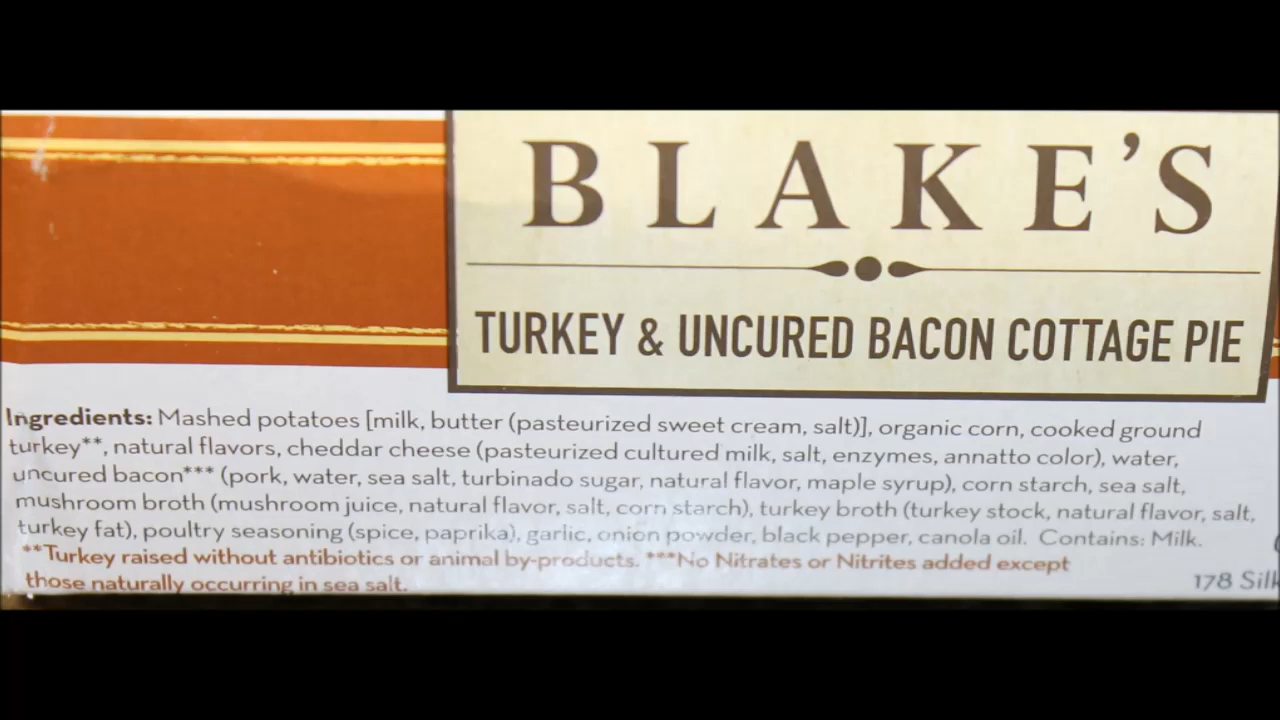 BLAKE'S
TURKEY & UNCURED BACON COTTAGE PIE
Ingredients: Mashed potatoes [milk, butter (pasteurized sweet cream, salt)], organic corn, cooked ground
turkey**, natural flavors, cheddar cheese (pasteurized cultured milk, salt, enzymes, annatto color), water,
uncured bacon*** (pork, water, sea salt, turbinado sugar, natural flavor, maple syrup), corn starch, sea salt,
mushroom broth (mushroom juice, natural flavor, salt, corn starch), turkey broth (turkey stock, natural flavor, salt,
turkey fat), poultry seasoning (spice, paprika), garlic, onion powder, black pepper, canola oil. Contains: Milk.
**Turkey raised without antibiotics or animal by-products. ***No Nitrates or Nitrites added except
those naturally occurring in sea salt.
178 Silk